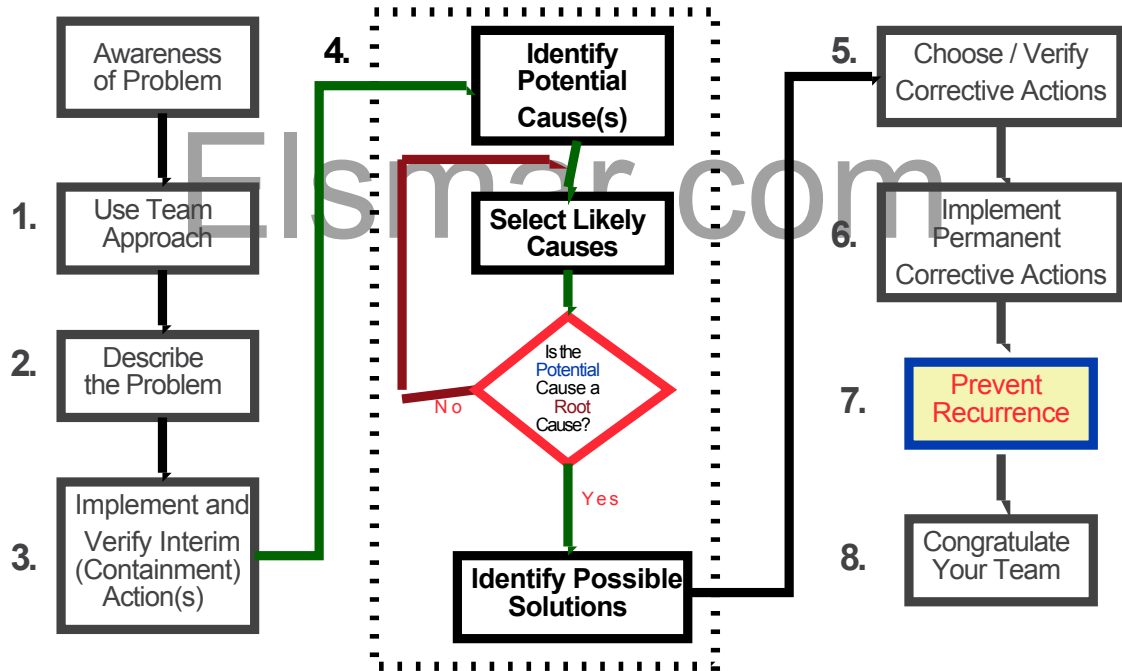 Awareness
of Problem
1.
Use Team
Approach
2.
Describe
the Problem
3.
Implement and
Verify Interim
(Containment)
Action(s)
4.
Identify
Potential
Cause(s)
Select Likely
Causes
Is the
Potential
Cause a
Root
Cause?
No
Yes
Identify Possible
Solutions
5.
Choose / Verify
Corrective Actions
6.
Implement
Permanent
Corrective Actions
7.
Prevent
Recurrence
8.
Congratulate
Your Team
Elsmar.com